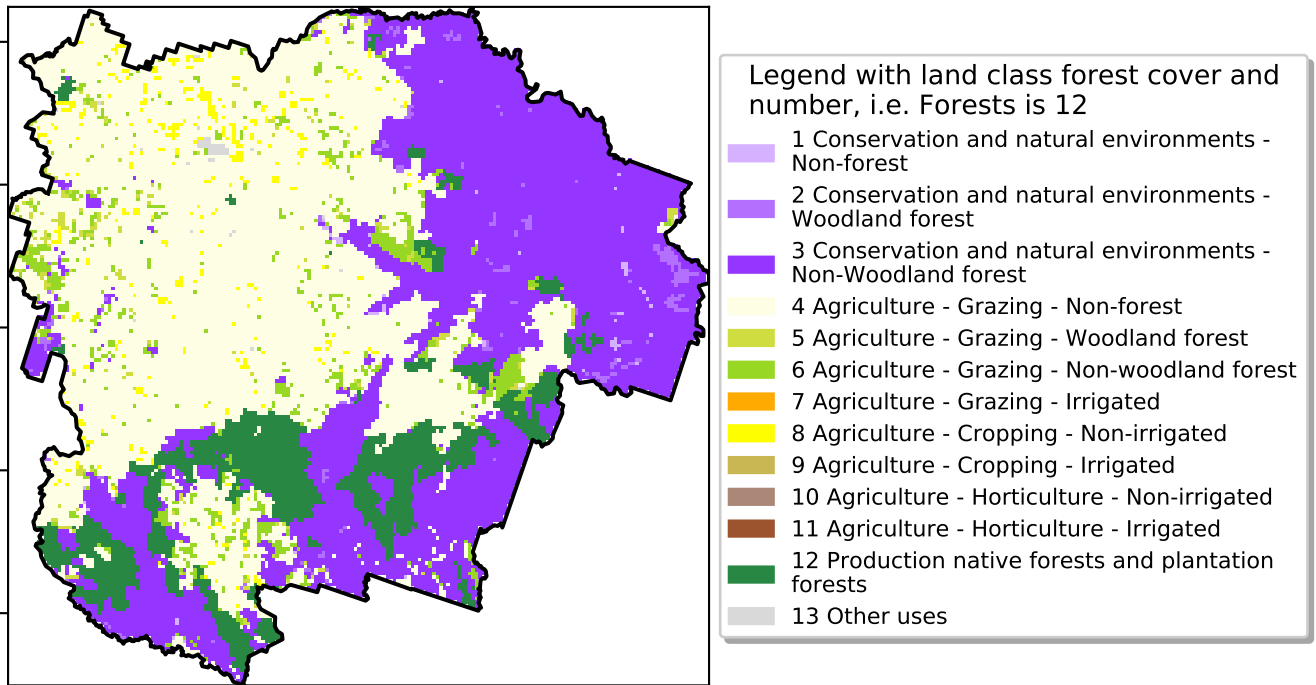 Legend with land class forest cover and
number, i.e. Forests is 12
1 Conservation and natural environments -
Non-forest
2 Conservation and natural environments -
Woodland forest
3 Conservation and natural environments -
Non-Woodland forest
4 Agriculture - Grazing - Non-forest
5 Agriculture - Grazing - Woodland forest
6 Agriculture - Grazing - Non-woodland forest
7 Agriculture - Grazing - Irrigated
8 Agriculture - Cropping - Non-irrigated
9 Agriculture - Cropping - Irrigated
10 Agriculture - Horticulture - Non-irrigated
11 Agriculture - Horticulture - Irrigated
12 Production native forests and plantation
forests
13 Other uses